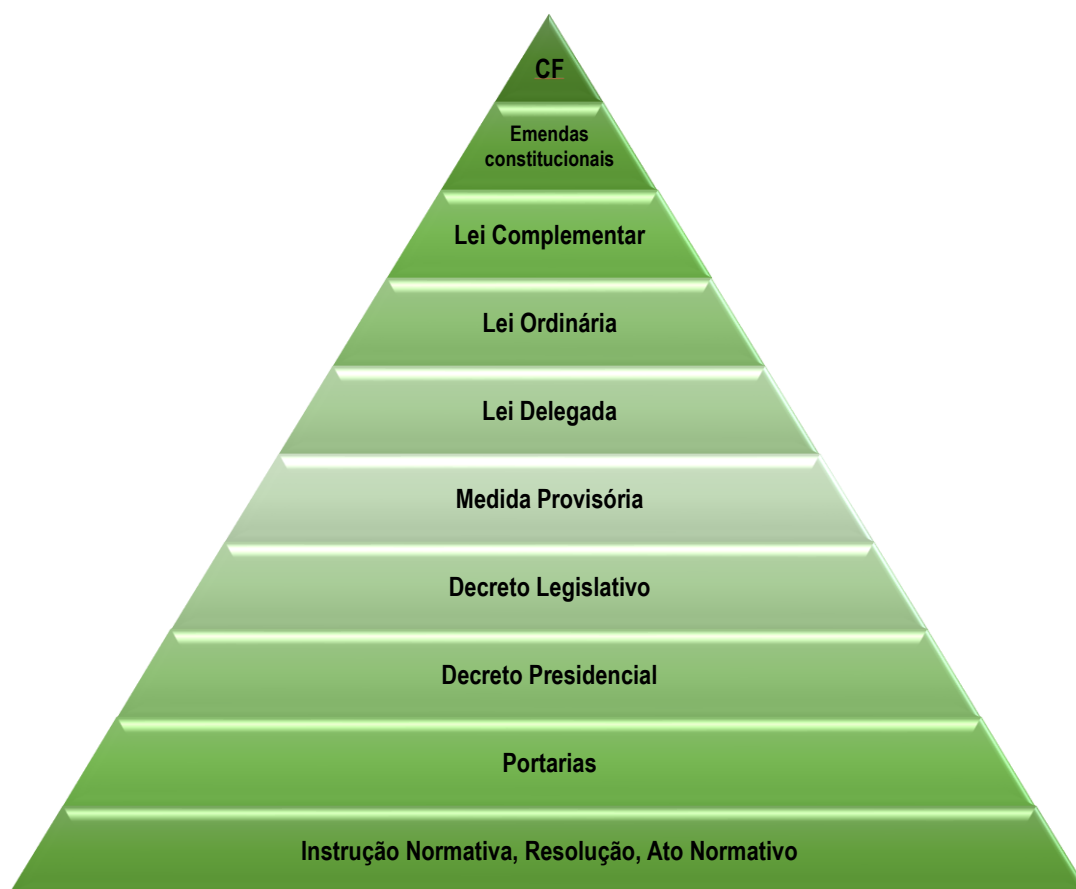 CF
Emendas
constitucionais
Lei Complementar
Lei Ordinária
Lei Delegada
Medida Provisória
Decreto Legislativo
Decreto Presidencial
Portarias
Instrução Normativa, Resolução, Ato Normativo